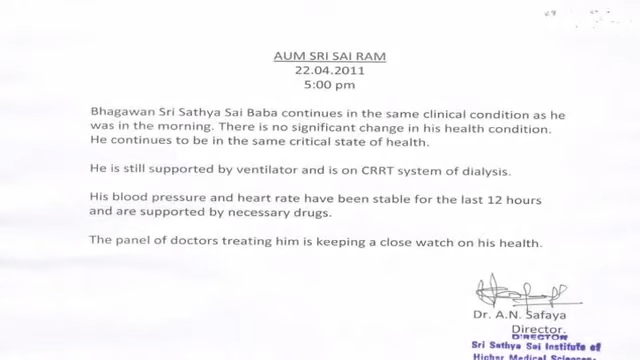 AUM SRI SAI RAM
22.04.2011
5:00 pm
Bhagawan Sri Sathya Sai Baba continues in the same clinical condition as he
was in the morning. There is no significant change in his health condition.
He continues to be in the same critical state of health.
He is still supported by ventilator and is on CRRT system of dialysis.
His blood pressure and heart rate have been stable for the last 12 hours
and are supported by necessary drugs.
The panel of doctors treating him is keeping a close watch on his health.
Dr. A.N. Safaya
Director.
DIRECTOR
Sri Sathya Sai Institute of
Higher Medical Sciences.